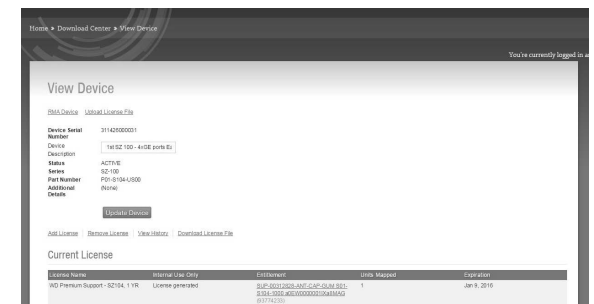 Home » Download Center » View Device
You're currently logged in as
View Device
RMA Device Upload License File
Device Serial Number 311426000031
Device Description 1st SZ 100 - 4xGE ports Ea
Status ACTIVE
Series SZ-100
Part Number P01-S104-US00
Additional Details (None)
Update Device
Add License Remove License View History Download License File
Current License
License Name Internal Use Only Entitlement Units Mapped Expiration
WD Premium Support - SZ104, 1 YR License generated 1 Jan 9, 2016